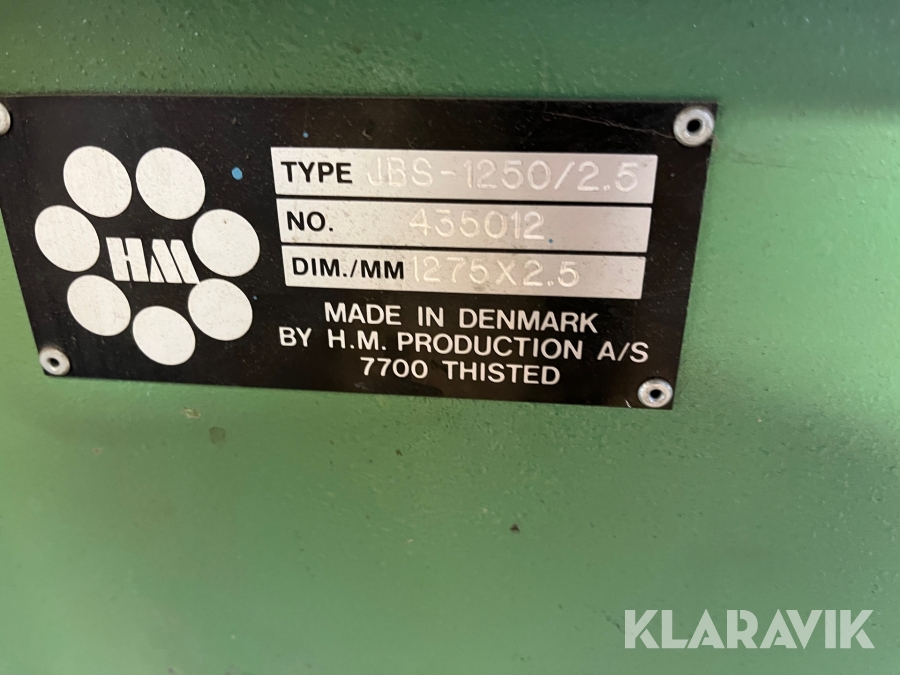 HM
TYPE JBS-1250/2.5
NO. 435012
DIM./MM 1275X2.5
MADE IN DENMARK
BY H.M. PRODUCTION A/S
7700 THISTED
KLARAVIK